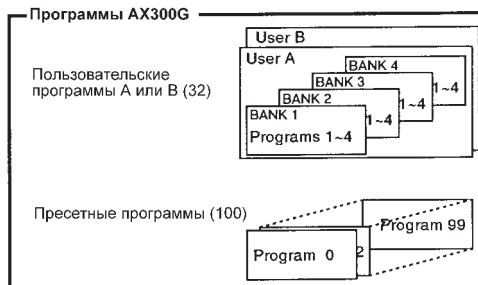 Программы AX300G
User B
User A
Пользовательские
программы A или B (32)
BANK 4
BANK 3
1~4
BANK 2
1~4
BANK 1
1~4
Programs 1~4
Пресетные программы (100)
Program 99
Program 0
2